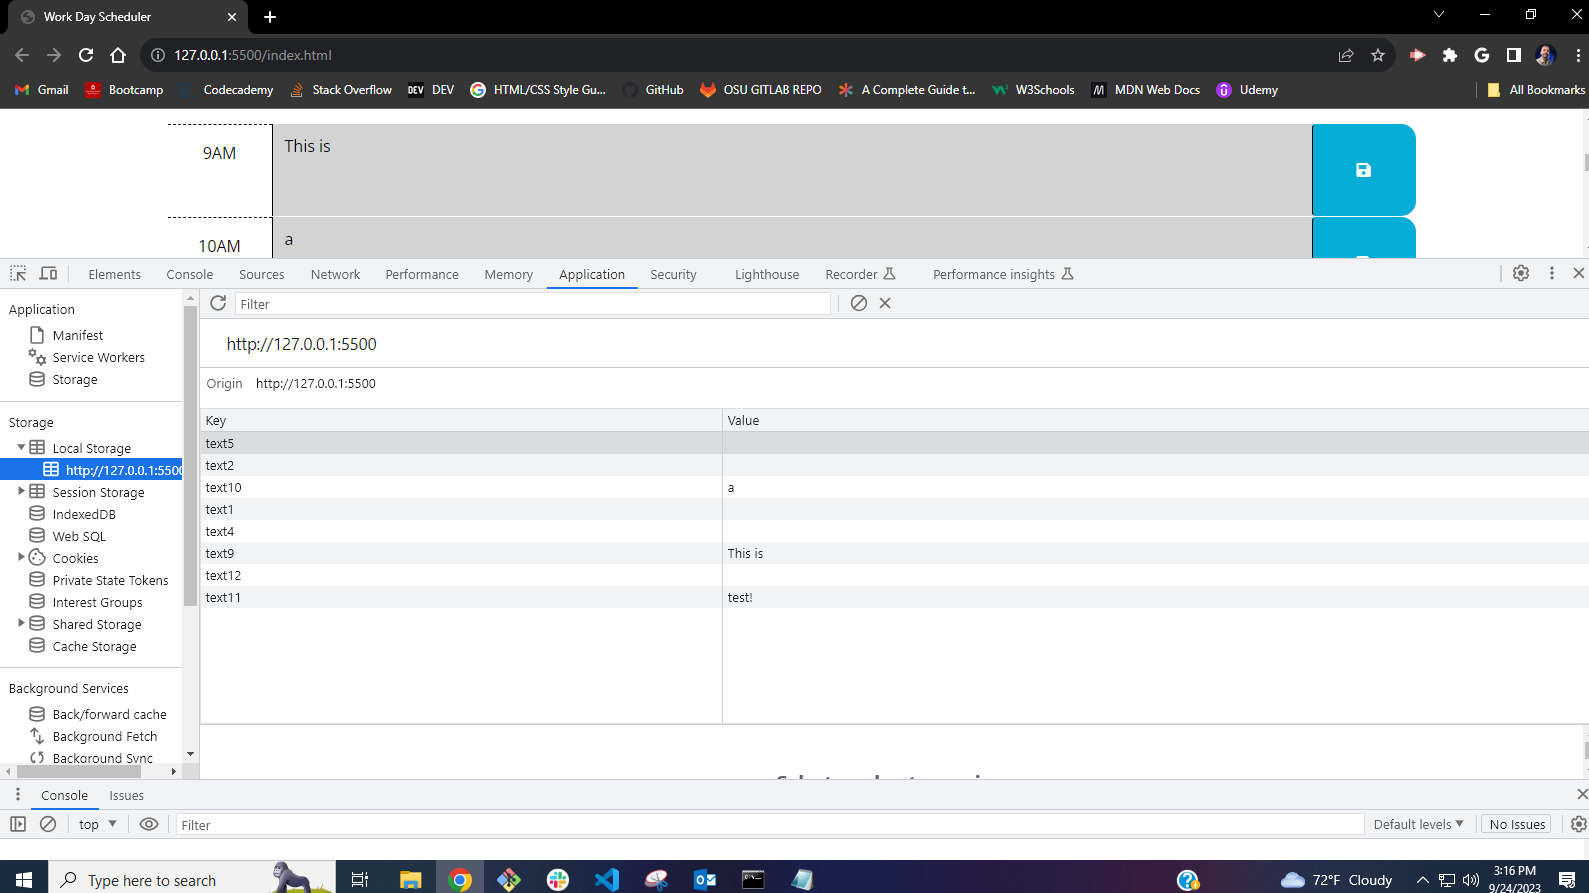 Work Day Scheduler
127.0.0.1:5500/index.html
Gmail Bootcamp Codecademy Stack Overflow DEV DEV HTML/CSS Style Gu... GitHub OSU GITLAB REPO A Complete Guide t... W3Schools MDN Web Docs Udemy All Bookmarks
9AM This is
10AM a
Elements Console Sources Network Performance Memory Application Security Lighthouse Recorder Performance insights
Application
Manifest
Service Workers
Storage
Storage
Local Storage
http://127.0.0.1:5500
Session Storage
IndexedDB
Web SQL
Cookies
Private State Tokens
Interest Groups
Shared Storage
Cache Storage
Background Services
Back/forward cache
Background Fetch
Background Sync
Filter
http://127.0.0.1:5500
Origin http://127.0.0.1:5500
Key Value
text5
text2
text10 a
text1
text4
text9 This is
text12
text11 test!
Console Issues
top Filter Default levels No Issues
Type here to search
72°F Cloudy
3:16 PM
9/24/2023